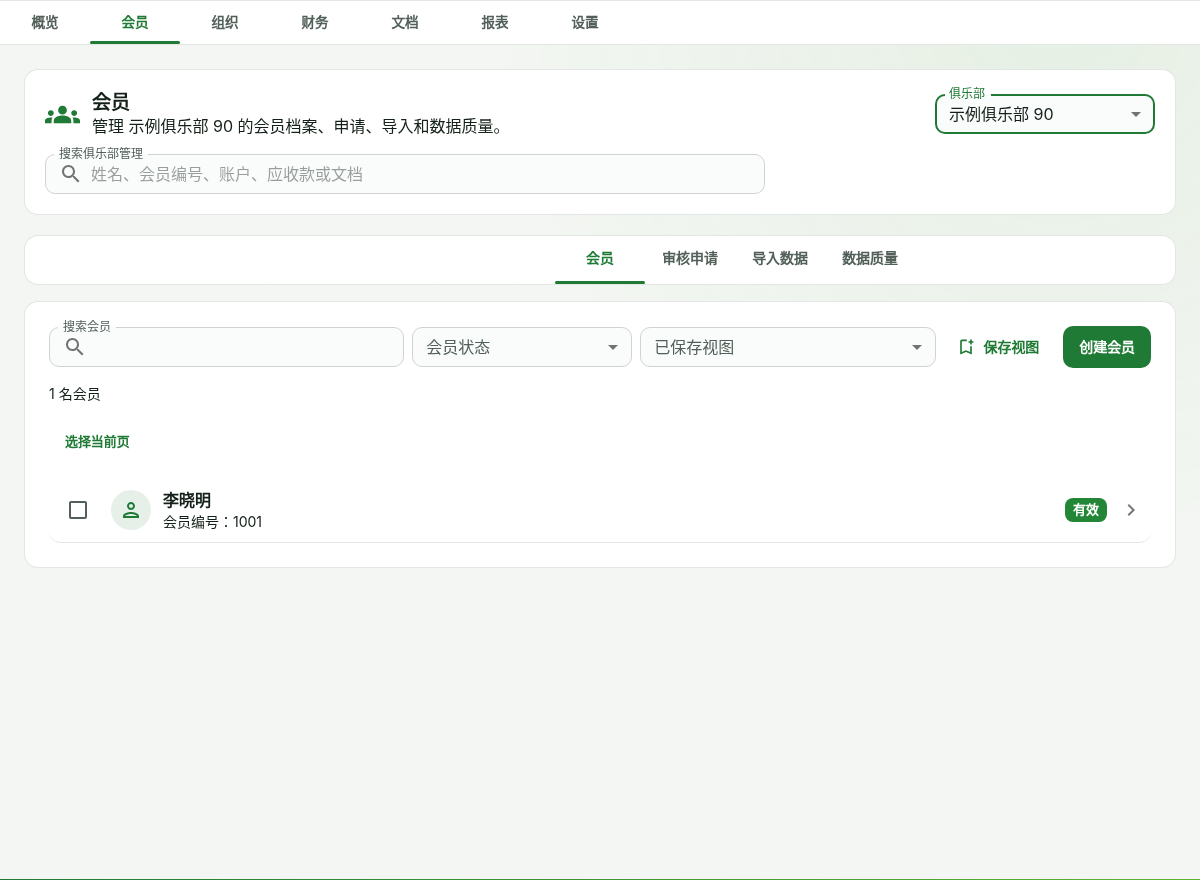 概览 会员 组织 财务 文档 报表 设置
会员
管理 示例俱乐部 90 的会员档案、申请、导入和数据质量。
俱乐部
示例俱乐部 90
搜索俱乐部管理
姓名、会员编号、账户、应收款或文档
会员 审核申请 导入数据 数据质量
搜索会员
会员状态 已保存视图 保存视图 创建会员
1 名会员
选择当前页
李晓明
会员编号：1001
有效